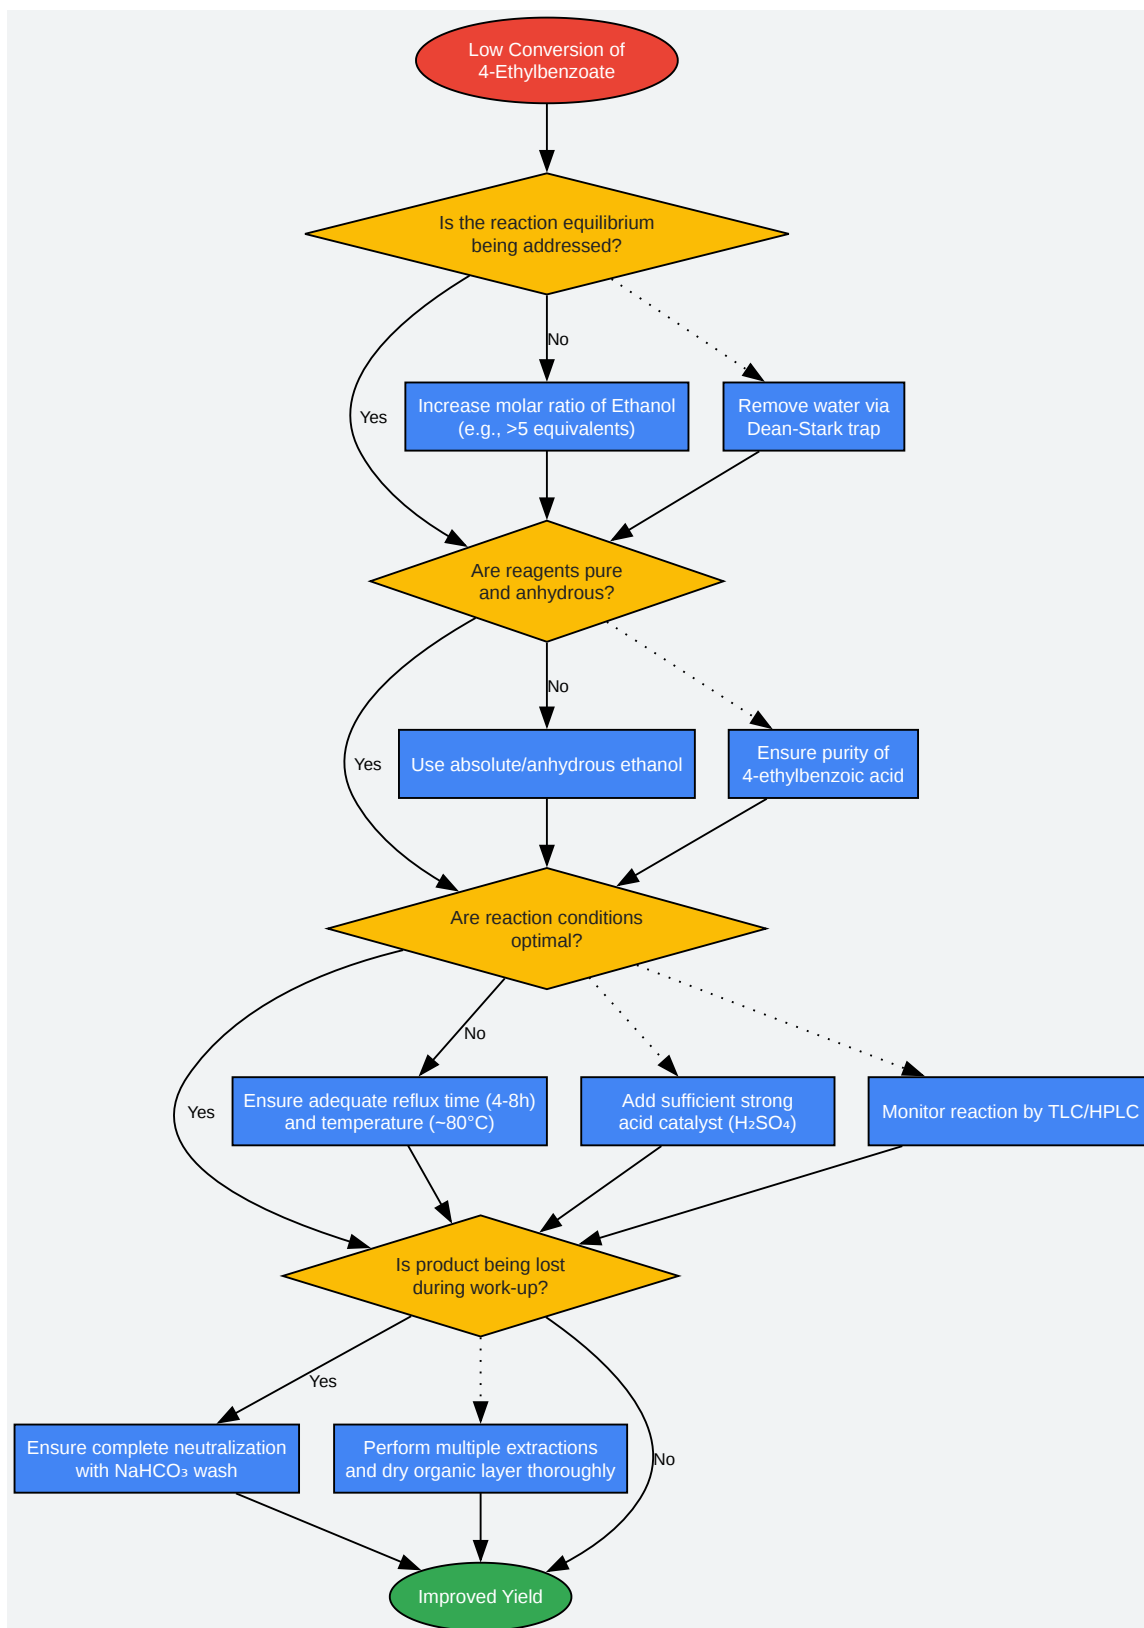 Low Conversion of
4-Ethylbenzoate
Is the reaction equilibrium
being addressed?
No
Increase molar ratio of Ethanol
(e.g., >5 equivalents)
Remove water via
Dean-Stark trap
Yes
Are reagents pure
and anhydrous?
No
Use absolute/anhydrous ethanol
Ensure purity of
4-ethylbenzoic acid
Yes
Are reaction conditions
optimal?
No
Ensure adequate reflux time (4-8h)
and temperature (~80°C)
Add sufficient strong
acid catalyst (H₂SO₄)
Monitor reaction by TLC/HPLC
Yes
Is product being lost
during work-up?
Yes
Ensure complete neutralization
with NaHCO₃ wash
Perform multiple extractions
and dry organic layer thoroughly
No
Improved Yield